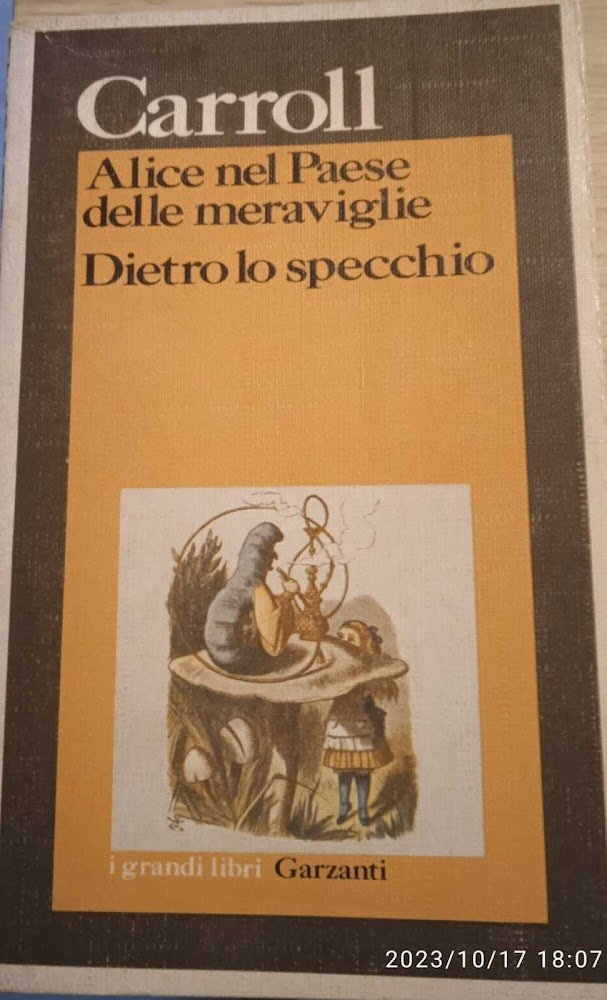 Carroll
Alice nel Paese
delle meraviglie
Dietro lo specchio
i grandi libri Garzanti
2023/10/17 18:07